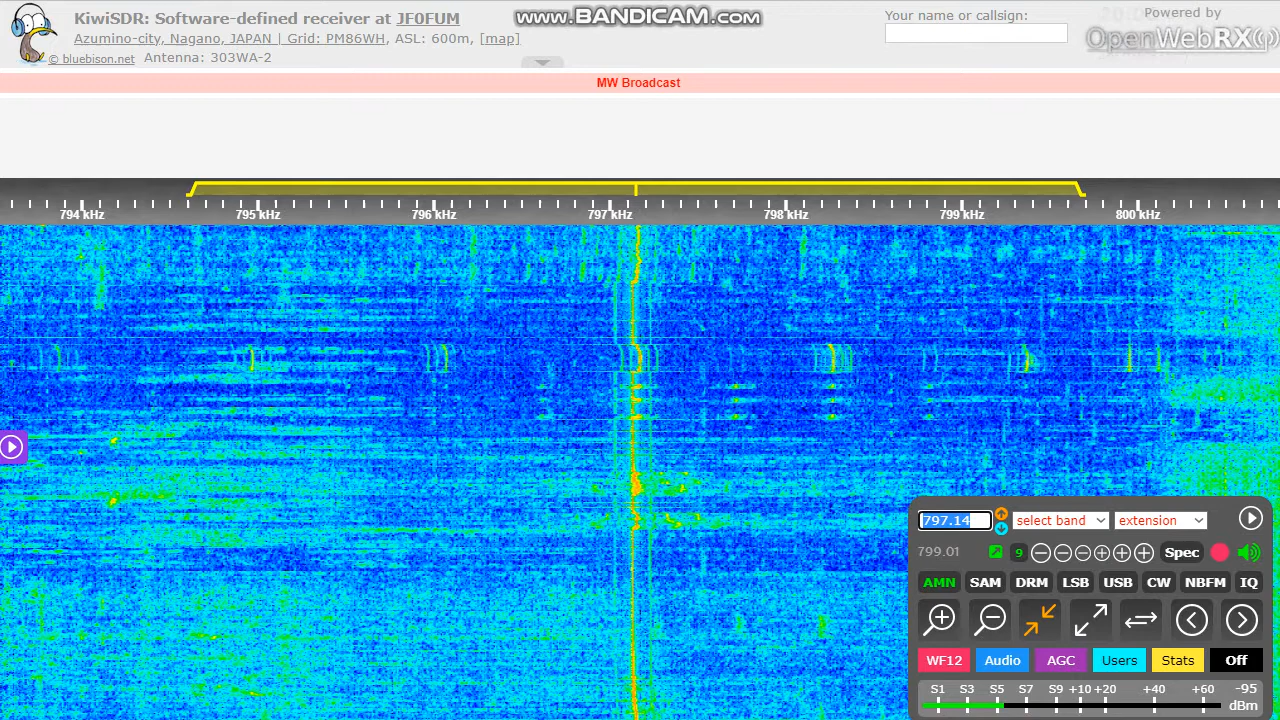 KiwiSDR: Software-defined receiver at JF0FUM
Azumino-city, Nagano, JAPAN | Grid: PM86WH, ASL: 600m, [map]
© bluebison.net Antenna: 303WA-2
www.BANDICAM.com
Your name or callsign:
Powered by
OpenWebRX
MW Broadcast
794 kHz 795 kHz 796 kHz 797 kHz 798 kHz 799 kHz 800 kHz
797.14 select band extension
799.01 9 Spec
AMN SAM DRM LSB USB CW NBFM IQ
WF12 Audio AGC Users Stats Off
S1 S3 S5 S7 S9 +10 +20 +40 +60 -95
dBm